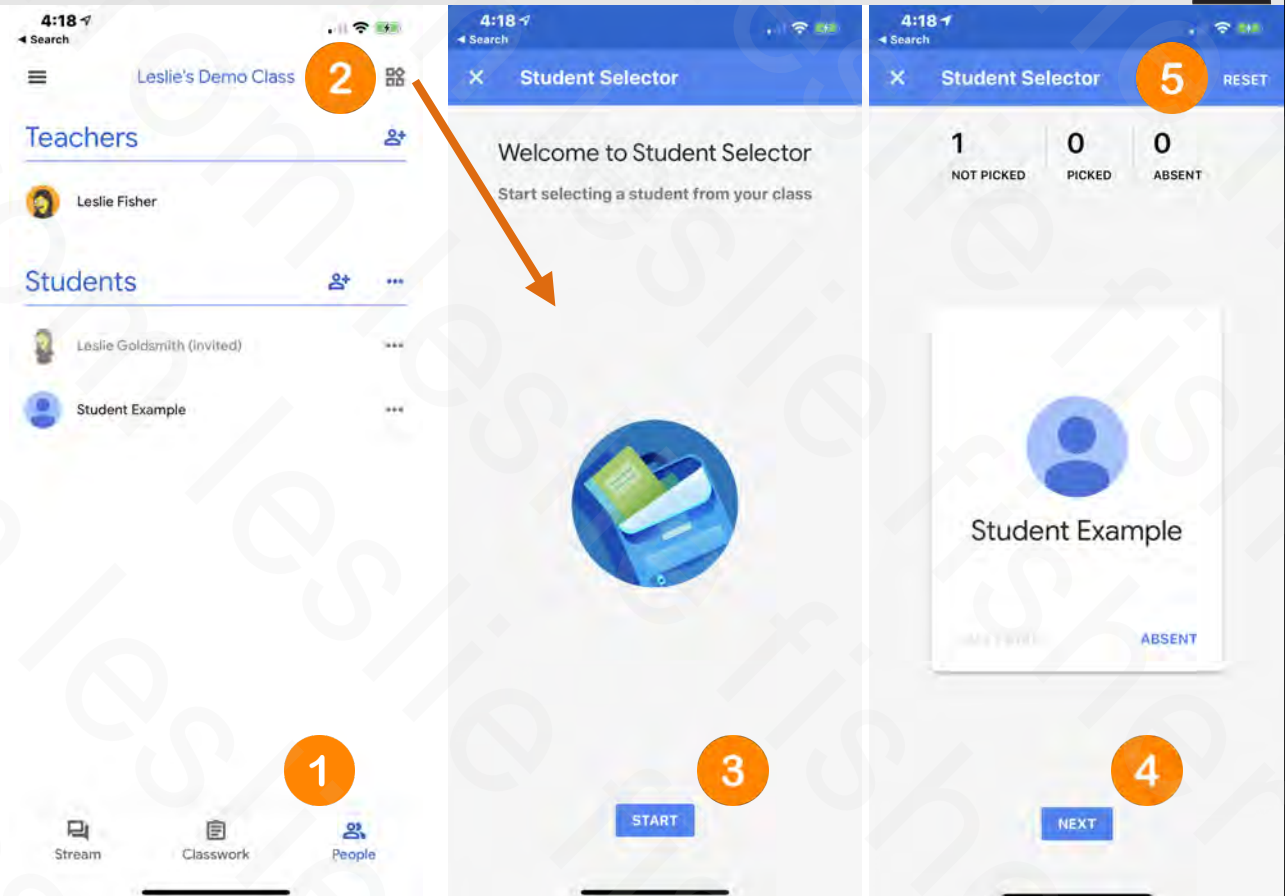 4:18
◄ Search
Leslie's Demo Class
2
Teachers
Leslie Fisher
Students
Leslie Goldsmith (invited)
Student Example
1
Stream
Classwork
People
4:18
◄ Search
× Student Selector
Welcome to Student Selector
Start selecting a student from your class
3
START
4:18
◄ Search
× Student Selector
5
RESET
1 0 0
NOT PICKED PICKED ABSENT
Student Example
ABSENT
4
NEXT
leslie fisher